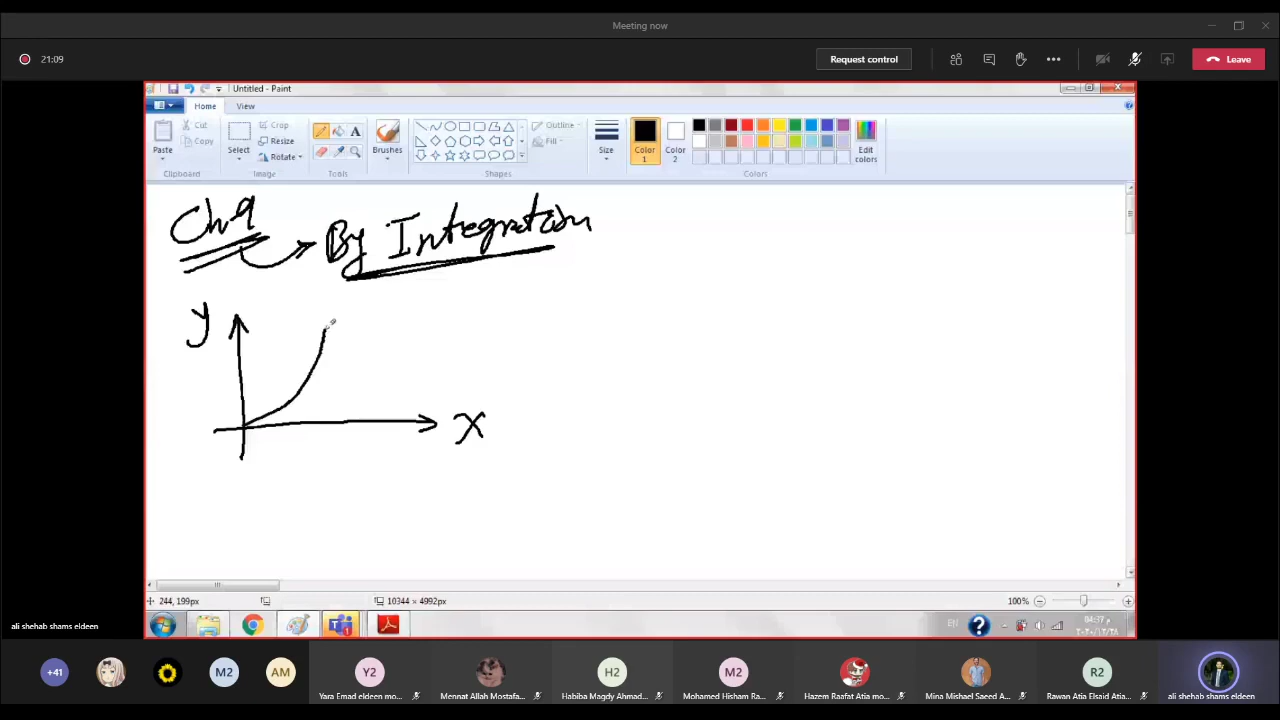 Meeting now
21:09
Request control
Leave
Untitled - Paint
Home View
Cut
Copy
Paste
Crop
Resize
Rotate
Select
Brushes
Outline
Fill
Size
Color 1
Color 2
Edit colors
Clipboard
Image
Tools
Shapes
Colors
Ch 9
By Integration
y
x
244, 199px
10344 × 4992px
100%
EN
ali shehab shams eldeen
+41
M2
AM
Y2
H2
M2
R2
Yara Emad eldeen mo...
Mennat Allah Mostafa...
Habiba Magdy Ahmad...
Mohamed Hisham Ra...
Hazem Raafat Atia mo...
Mina Mishael Saeed A...
Rawan Atia Elsaid Atia...
ali shehab shams eldeen